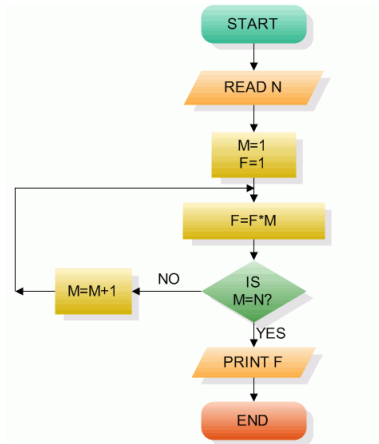 START
READ N
M=1
F=1
F=F*M
IS
M=N?
NO
M=M+1
YES
PRINT F
END